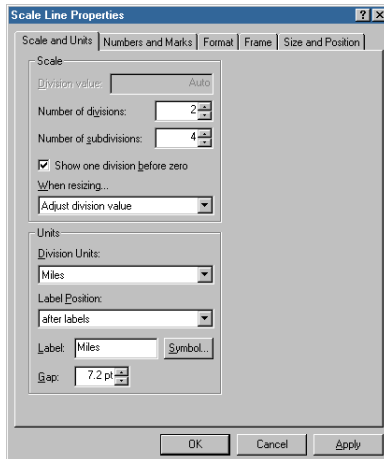 Scale Line Properties
Scale and Units Numbers and Marks Format Frame Size and Position
Scale
Division value: Auto
Number of divisions: 2
Number of subdivisions: 4
Show one division before zero
When resizing...
Adjust division value
Units
Division Units:
Miles
Label Position:
after labels
Label: Miles Symbol...
Gap: 7.2 pt
OK Cancel Apply